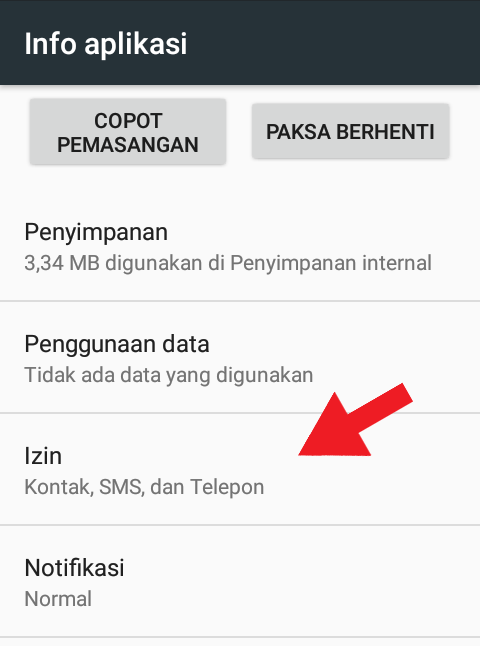 Info aplikasi
COPOT
PEMASANGAN
PAKSA BERHENTI
Penyimpanan
3,34 MB digunakan di Penyimpanan internal
Penggunaan data
Tidak ada data yang digunakan
Izin
Kontak, SMS, dan Telepon
Notifikasi
Normal